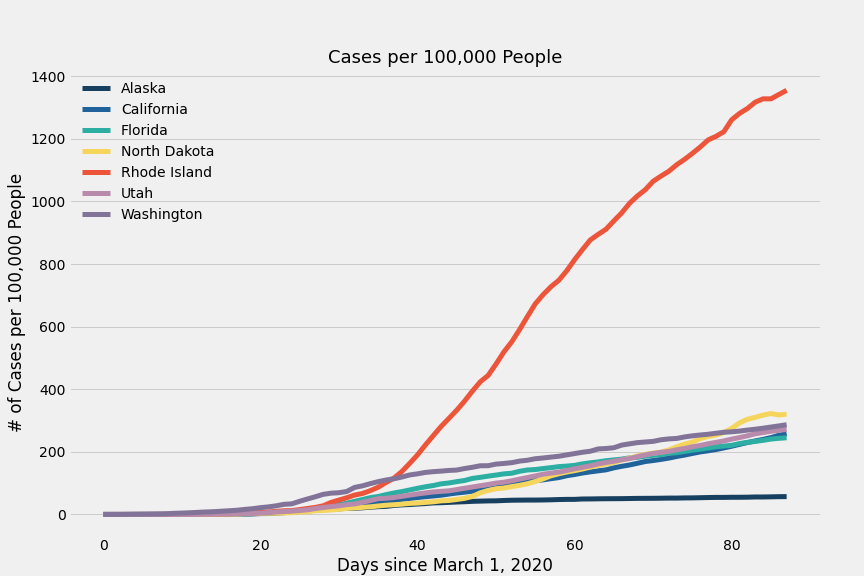 Cases per 100,000 People
1400
1200
1000
800
600
400
200
0
# of Cases per 100,000 People
Alaska
California
Florida
North Dakota
Rhode Island
Utah
Washington
0 20 40 60 80
Days since March 1, 2020